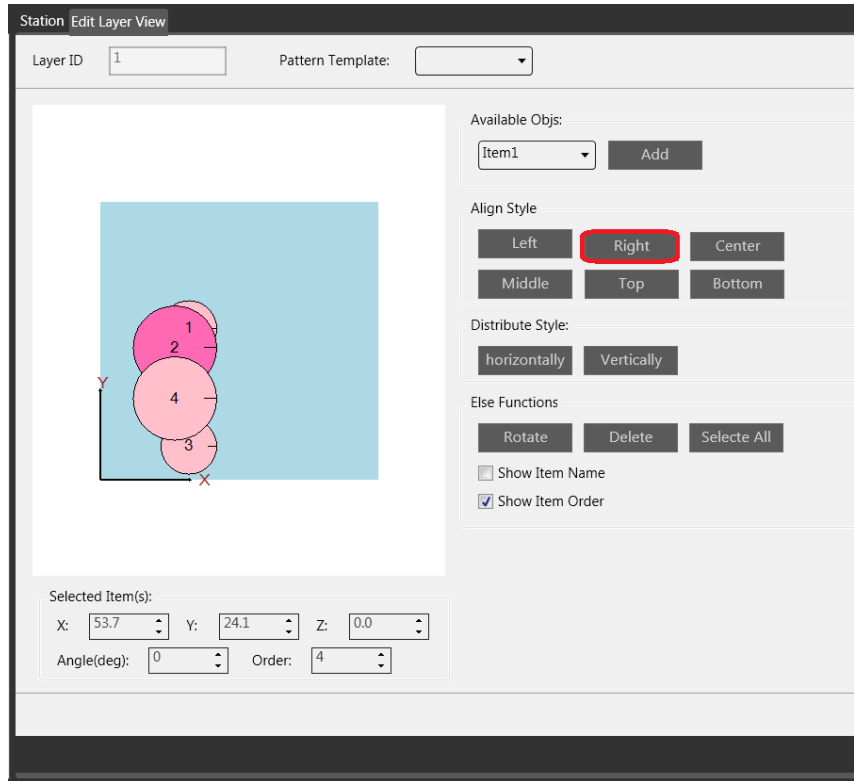 Station Edit Layer View
Layer ID 1 Pattern Template:
Available Objs:
Item1 Add
Align Style
Left Right Center
Middle Top Bottom
Distribute Style:
horizontally Vertically
Else Functions
Rotate Delete Selecte All
Show Item Name
Show Item Order
1
2
Y
4
3
X
Selected Item(s):
X: 53.7 Y: 24.1 Z: 0.0
Angle(deg): 0 Order: 4